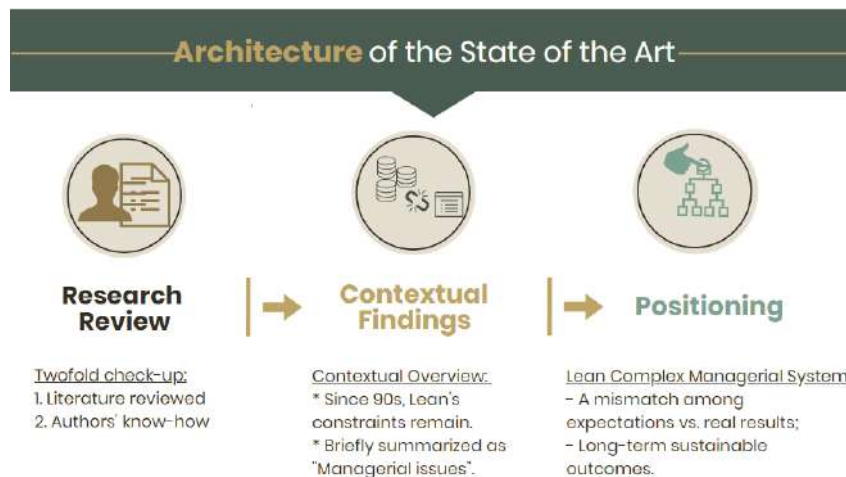 Architecture of the State of the Art
Research
Review
Contextual
Findings
Positioning
Twofold check-up:
1. Literature reviewed
2. Authors' know-how
Contextual Overview:
* Since 90s, Lean's
constraints remain.
* Briefly summarized as
"Managerial issues".
Lean Complex Managerial System
- A mismatch among
expectations vs. real results;
- Long-term sustainable
outcomes.